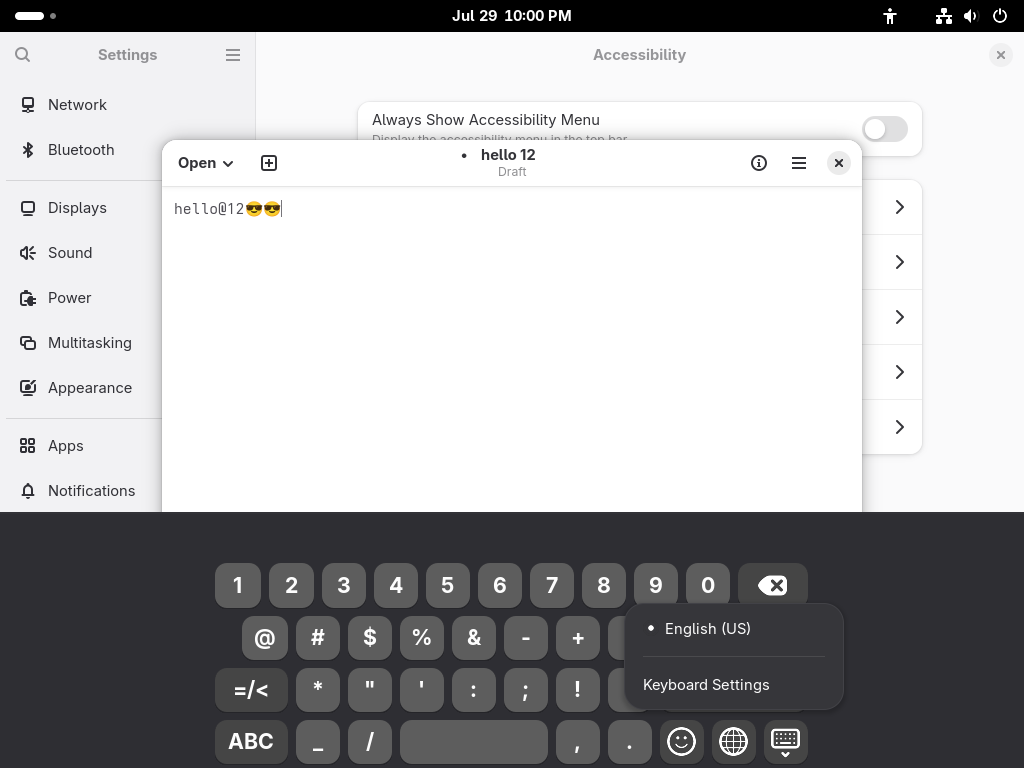 Jul 29 10:00 PM
Settings
Accessibility
Network
Bluetooth
Displays
Sound
Power
Multitasking
Appearance
Apps
Notifications
Always Show Accessibility Menu
Display the accessibility menu in the top bar
Open
• hello 12
Draft
hello@12😎😎
1 2 3 4 5 6 7 8 9 0
@ # $ % & - +
=/< * " ' : ; !
ABC _ / , .
• English (US)
Keyboard Settings